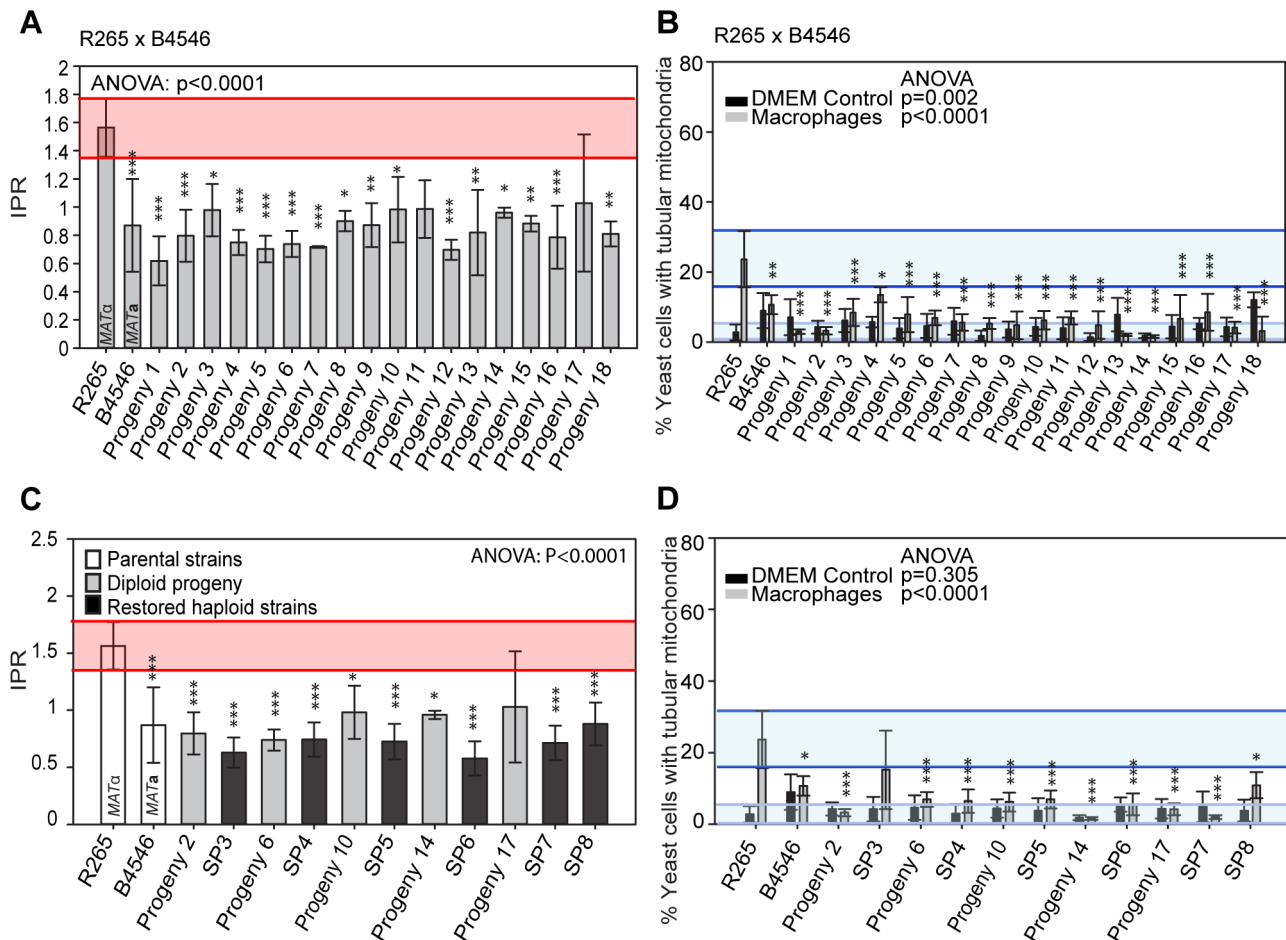 A
R265 x B4546
ANOVA: p<0.0001
IPR
2
1.8
1.6
1.4
1.2
1
0.8
0.6
0.4
0.2
0
MATα
MATa
***
***
***
*
***
***
***
***
*
**
*
***
**
*
**
***
**
R265
B4546
Progeny 1
Progeny 2
Progeny 3
Progeny 4
Progeny 5
Progeny 6
Progeny 7
Progeny 8
Progeny 9
Progeny 10
Progeny 11
Progeny 12
Progeny 13
Progeny 14
Progeny 15
Progeny 16
Progeny 17
Progeny 18
B
R265 x B4546
ANOVA
DMEM Control p=0.002
Macrophages p<0.0001
% Yeast cells with tubular mitochondria
80
60
40
20
0
**
***
***
***
*
***
***
***
***
***
***
***
***
***
***
***
***
***
***
R265
B4546
Progeny 1
Progeny 2
Progeny 3
Progeny 4
Progeny 5
Progeny 6
Progeny 7
Progeny 8
Progeny 9
Progeny 10
Progeny 11
Progeny 12
Progeny 13
Progeny 14
Progeny 15
Progeny 16
Progeny 17
Progeny 18
C
Parental strains
Diploid progeny
Restored haploid strains
ANOVA: P<0.0001
IPR
2.5
2
1.5
1
0.5
0
MATα
MATa
***
***
***
***
***
*
***
*
***
***
***
R265
B4546
Progeny 2
SP3
Progeny 6
SP4
Progeny 10
SP5
Progeny 14
SP6
Progeny 17
SP7
SP8
D
ANOVA
DMEM Control p=0.305
Macrophages p<0.0001
% Yeast cells with tubular mitochondria
80
60
40
20
0
*
***
***
***
***
***
***
***
***
***
*
R265
B4546
Progeny 2
SP3
Progeny 6
SP4
Progeny 10
SP5
Progeny 14
SP6
Progeny 17
SP7
SP8